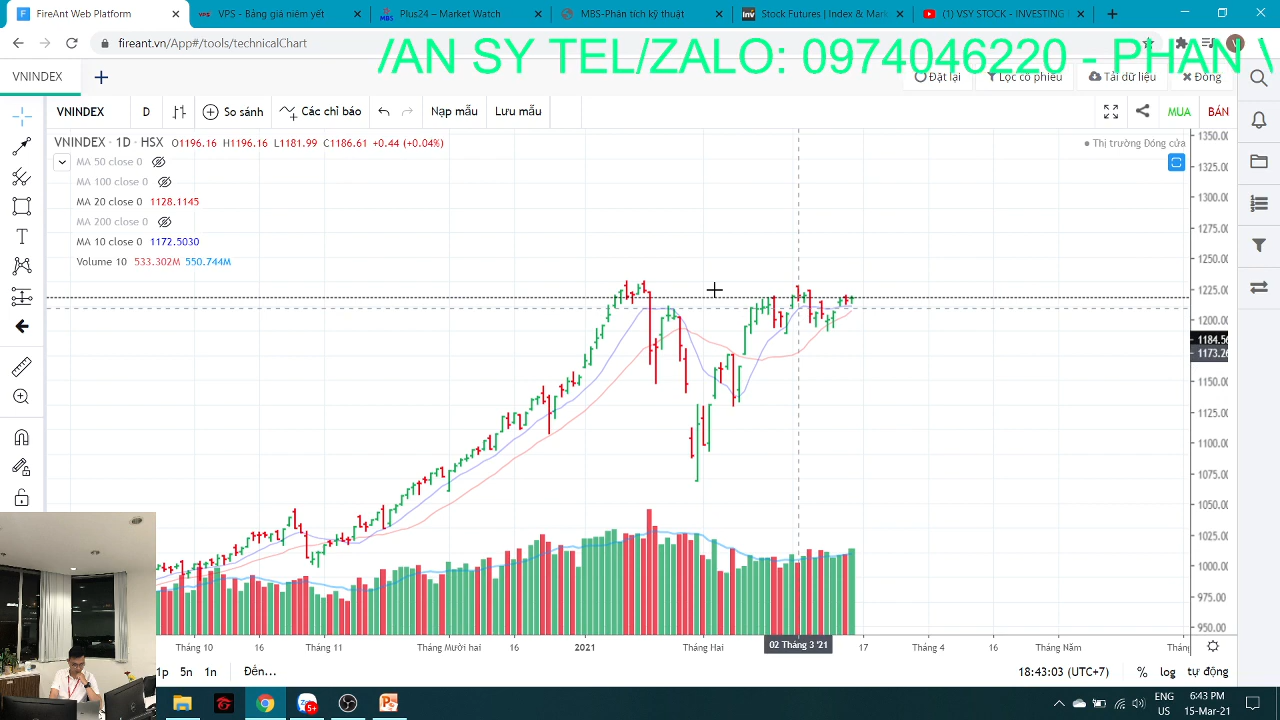 FireAnt Web Platform
VPS - Bảng giá niêm yết
Plus24 – Market Watch
MBS-Phân tích kỹ thuật
Stock Futures | Index & Mark
(1) VSY STOCK - INVESTING
fireant.vn/App#/tools/technicalChart
/AN SY TEL/ZALO: 0974046220 - PHAN \
VNINDEX
Đặt lại
Lọc cổ phiếu
Tải dữ liệu
Đóng
VNINDEX D So sánh Các chỉ báo Nạp mẫu Lưu mẫu MUA BÁN
VNINDEX · 1D · HSX O1196.16 H1196.16 L1181.99 C1186.61 +0.44 (+0.04%)
Thị trường Đóng cửa
MA 50 close 0
MA 100 close 0
MA 20 close 0 1128.1145
MA 200 close 0
MA 10 close 0 1172.5030
Volume 10 533.302M 550.744M
1350.00
1325.00
1300.00
1275.00
1250.00
1225.00
1200.00
1184.56
1173.26
1150.00
1125.00
1100.00
1075.00
1050.00
1025.00
1000.00
975.00
950.00
Tháng 10 16 Tháng 11 Tháng Mười hai 16 2021 Tháng Hai 02 Tháng 3 '21 17 Tháng 4 16 Tháng Năm
5n 1n Đến... 18:43:03 (UTC+7) % log tự động
5+
ENG
US
6:43 PM
15-Mar-21